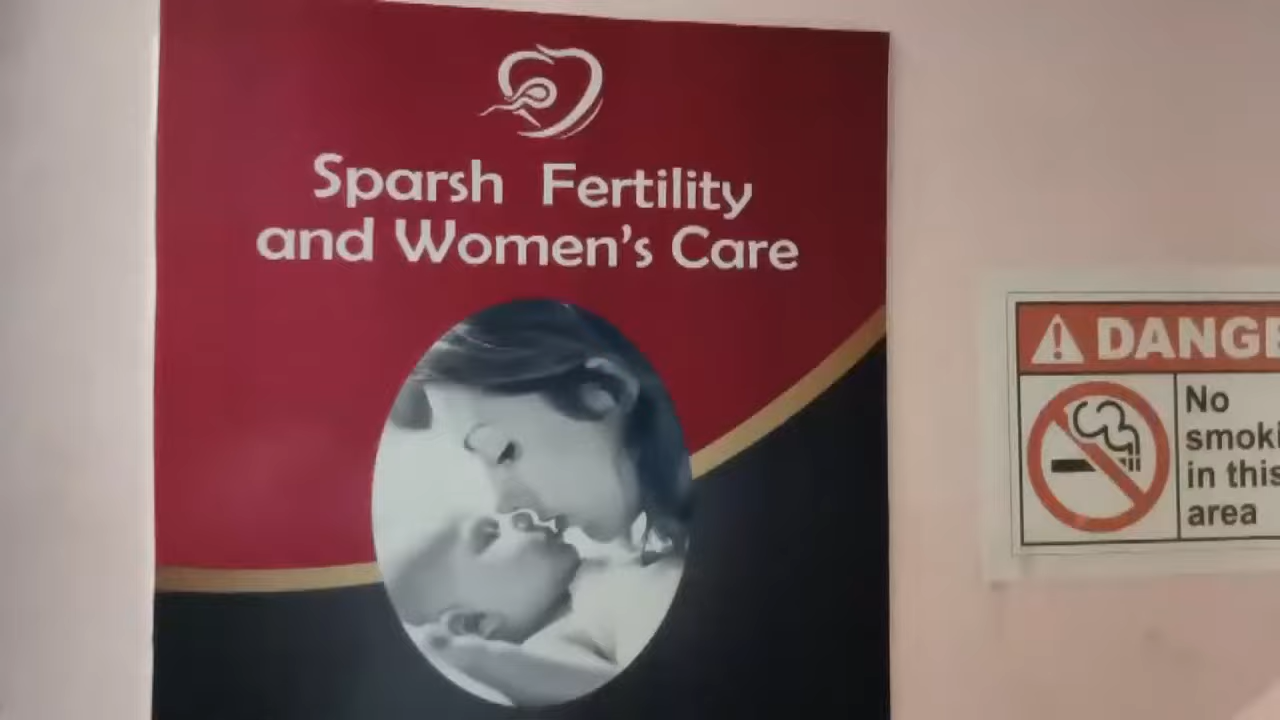 Sparsh Fertility
and Women's Care
DANGE
No
smoki
in this
area